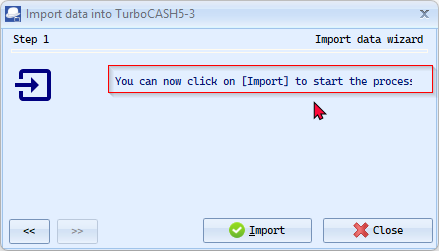 Import data into TurboCASH5-3
Step 1 Import data wizard
You can now click on [Import] to start the process
<< >> Import Close